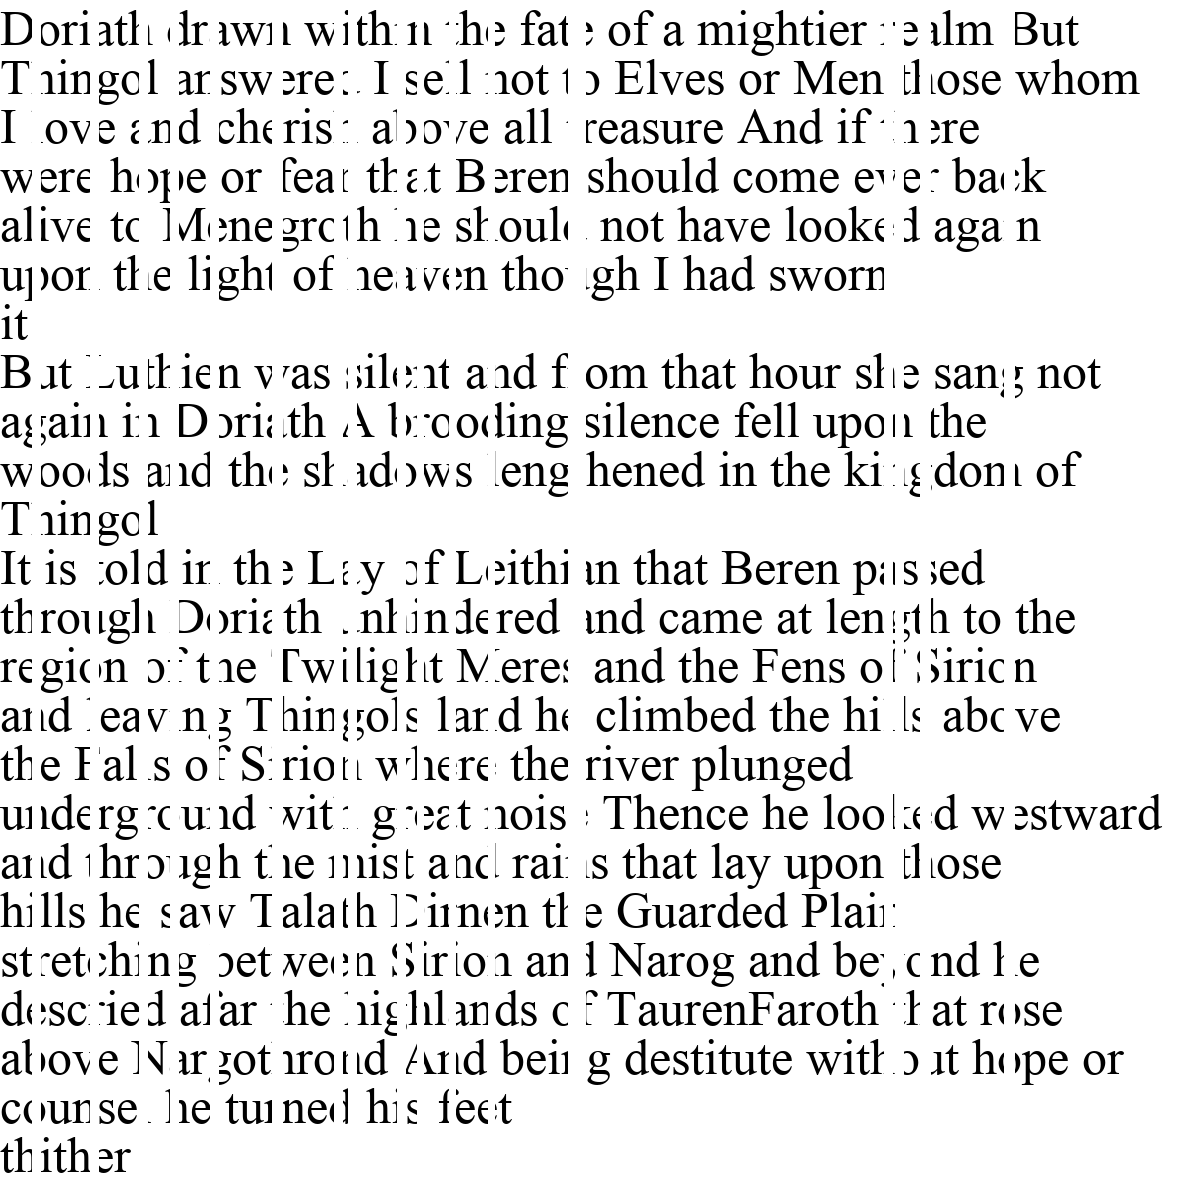 Doriath drawn within the fate of a mightier realm But
Thingol answered I sell not to Elves or Men those whom
I love and cherish above all treasure And if there
were hope or fear that Beren should come ever back
alive to Menegroth he should not have looked again
upon the light of heaven though I had sworn
it
But Luthien was silent and from that hour she sang not
again in Doriath A brooding silence fell upon the
woods and the shadows lengthened in the kingdom of
Thingol
It is told in the Lay of Leithian that Beren passed
through Doriath unhindered and came at length to the
region of the Twilight Meres and the Fens of Sirion
and leaving Thingols land he climbed the hills above
the Falls of Sirion where the river plunged
underground with great noise Thence he looked westward
and through the mist and rains that lay upon those
hills he saw Talath Dirnen the Guarded Plain
stretching between Sirion and Narog and beyond he
descried afar the highlands of TaurenFaroth that rose
above Nargothrond And being destitute without hope or
counsel he turned his feet
thither